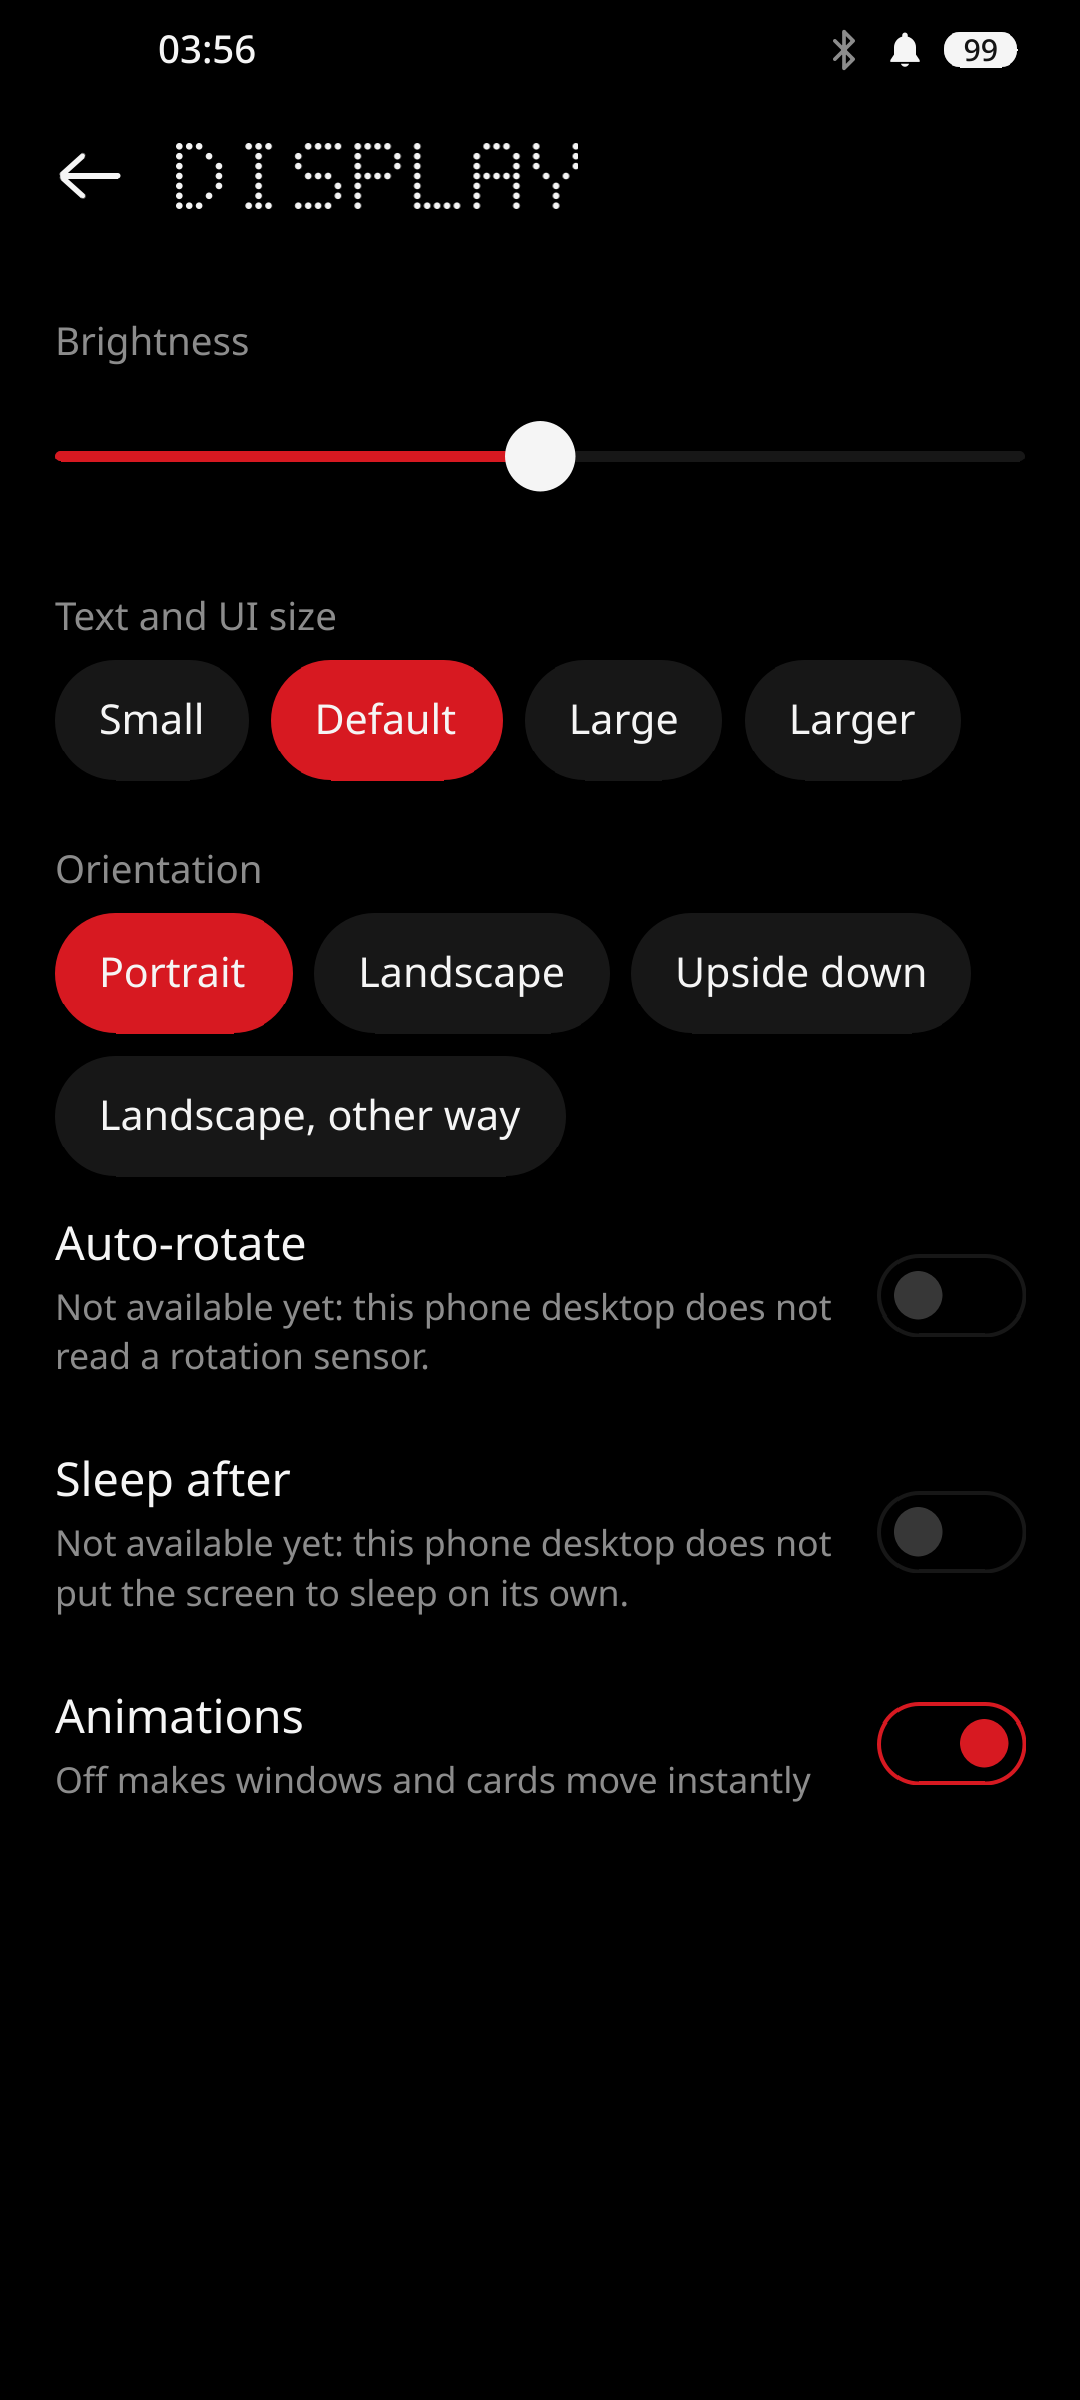 03:56
99
DISPLAY
Brightness
Text and UI size
Small
Default
Large
Larger
Orientation
Portrait
Landscape
Upside down
Landscape, other way
Auto-rotate
Not available yet: this phone desktop does not
read a rotation sensor.
Sleep after
Not available yet: this phone desktop does not
put the screen to sleep on its own.
Animations
Off makes windows and cards move instantly